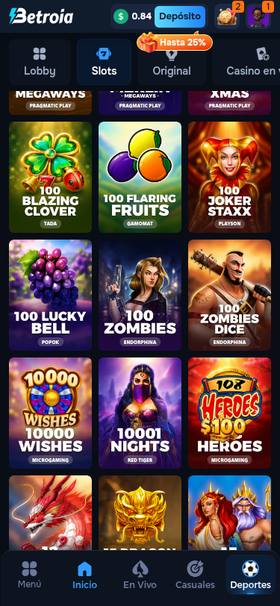 Betroia
$ 0.84 Depósito
2
1
Hasta 25%
Lobby
Slots
Original
Casino en v
MEGAWAYS
PRAGMATIC PLAY
MEGAWAYS
PRAGMATIC PLAY
XMAS
PRAGMATIC PLAY
100
BLAZING
CLOVER
TADA
100 FLARING
FRUITS
GAMOMAT
100
JOKER
STAXX
PLAYSON
100 LUCKY
BELL
POPOK
100
ZOMBIES
ENDORPHINA
100
ZOMBIES
DICE
ENDORPHINA
10000
WISHES
10000
WISHES
MICROGAMING
10001
NIGHTS
RED TIGER
108
HEROES
$100
HEROES
MICROGAMING
Menú
Inicio
En Vivo
Casuales
Deportes